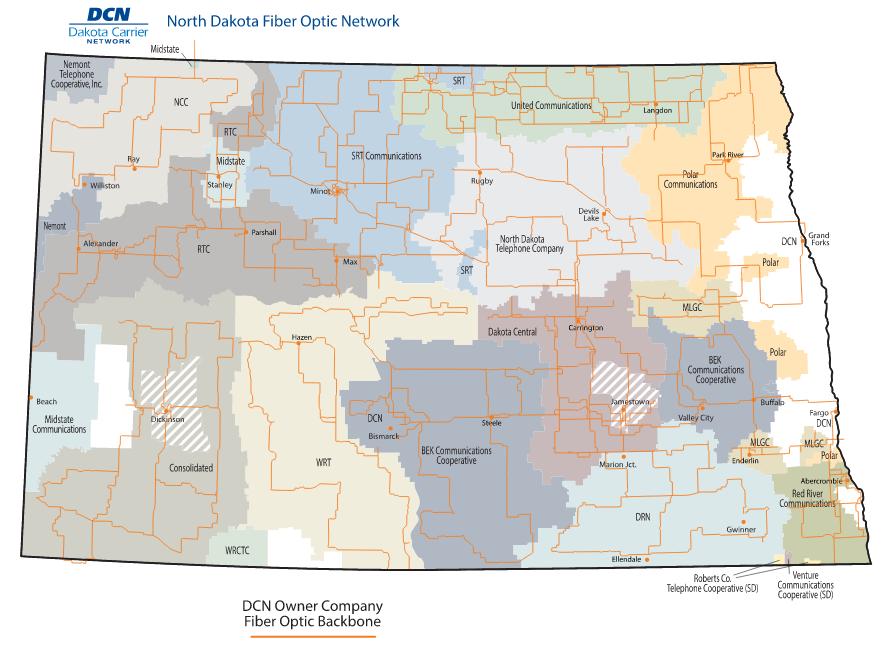 DCN
Dakota Carrier
NETWORK
North Dakota Fiber Optic Network
Midstate
Nemont
Telephone
Cooperative, Inc.
NCC
SRT
United Communications
Langdon
RTC
Midstate
SRT Communications
Park River
Ray
Stanley
Rugby
Polar
Communications
Williston
Minot
Nemont
Devils
Lake
Parshall
Alexander
RTC
North Dakota
Telephone Company
DCN
Grand
Forks
Max
SRT
Polar
MLGC
Dakota Central
Carrington
Hazen
Polar
BEK
Communications
Cooperative
Beach
Jamestown
Buffalo
Midstate
Communications
Dickinson
DCN
Bismarck
Steele
Valley City
Fargo
DCN
BEK Communications
Cooperative
MLGC
MLGC
Enderlin
Polar
Consolidated
WRT
Marion Jct.
Abercrombie
Red River
Communications
DRN
Gwinner
WRCTC
Ellendale
Roberts Co.
Telephone Cooperative (SD)
Venture
Communications
Cooperative (SD)
DCN Owner Company
Fiber Optic Backbone